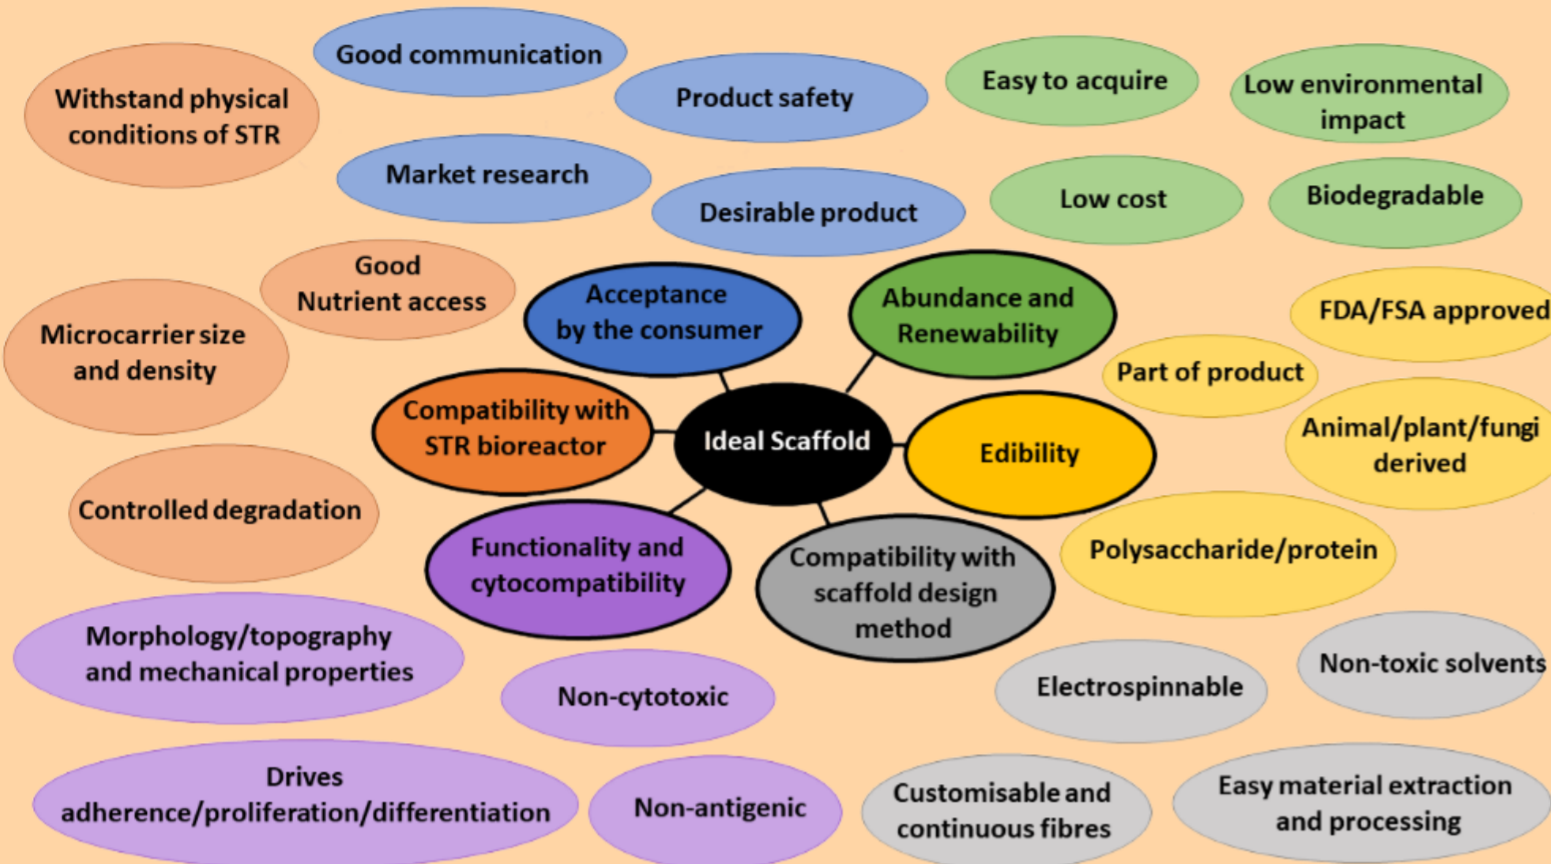 Good communication
Withstand physical
conditions of STR
Product safety
Easy to acquire
Low environmental
impact
Market research
Desirable product
Low cost
Biodegradable
Good
Nutrient access
Microcarrier size
and density
Acceptance
by the consumer
Abundance and
Renewability
FDA/FSA approved
Part of product
Compatibility with
STR bioreactor
Ideal Scaffold
Edibility
Animal/plant/fungi
derived
Controlled degradation
Functionality and
cytocompatibility
Compatibility with
scaffold design
method
Polysaccharide/protein
Morphology/topography
and mechanical properties
Non-cytotoxic
Electrospinnable
Non-toxic solvents
Drives
adherence/proliferation/differentiation
Non-antigenic
Customisable and
continuous fibres
Easy material extraction
and processing